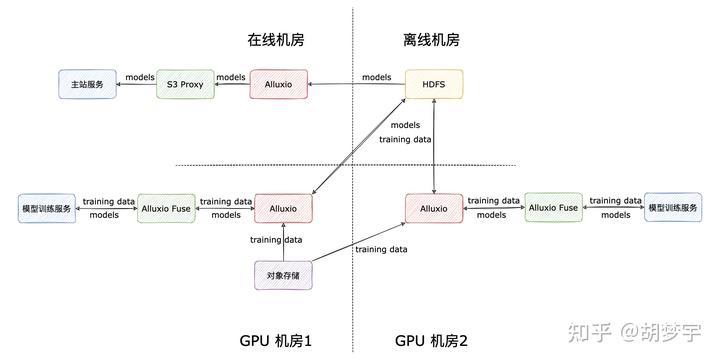 在线机房
离线机房
主站服务
models
S3 Proxy
models
Alluxio
models
HDFS
models
training data
模型训练服务
training data
models
Alluxio Fuse
training data
models
Alluxio
Alluxio
training data
models
Alluxio Fuse
training data
models
模型训练服务
training data
training data
对象存储
GPU 机房1
GPU 机房2
知乎 @胡梦宇